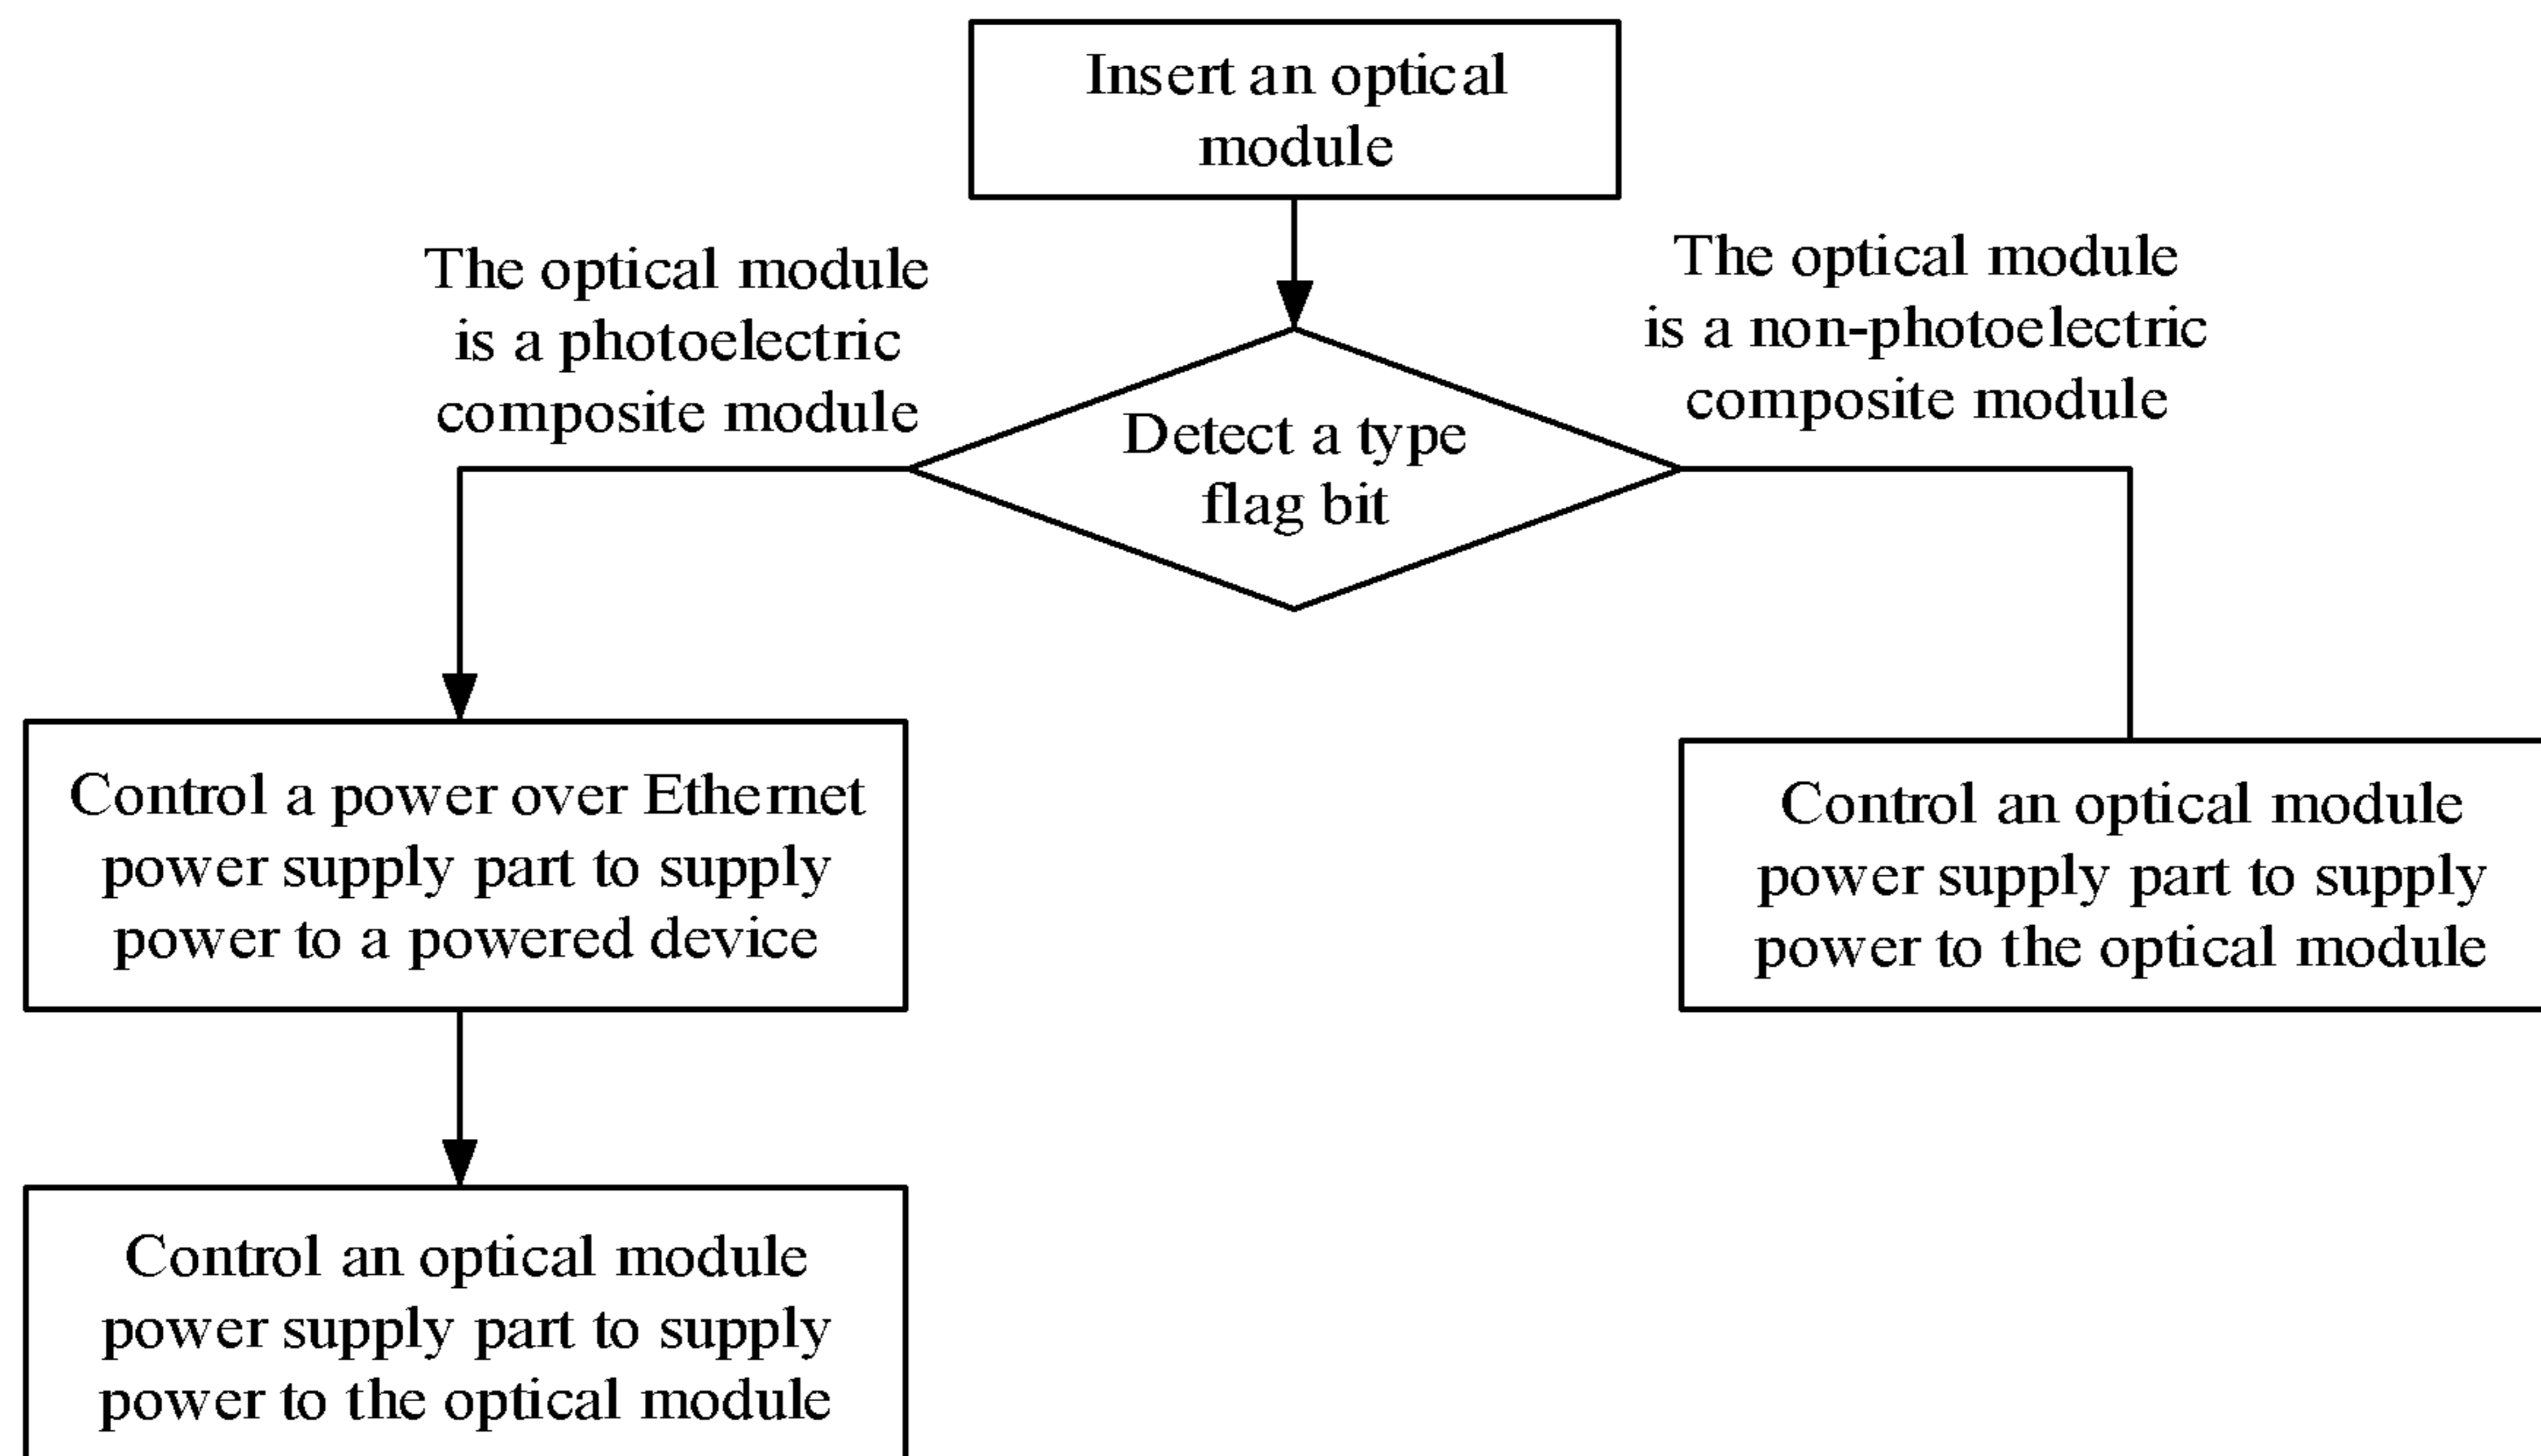 Insert an optical
module
The optical module
is a photoelectric
composite module
The optical module
is a non-photoelectric
composite module
Detect a type
flag bit
Control a power over Ethernet
power supply part to supply
power to a powered device
Control an optical module
power supply part to supply
power to the optical module
Control an optical module
power supply part to supply
power to the optical module